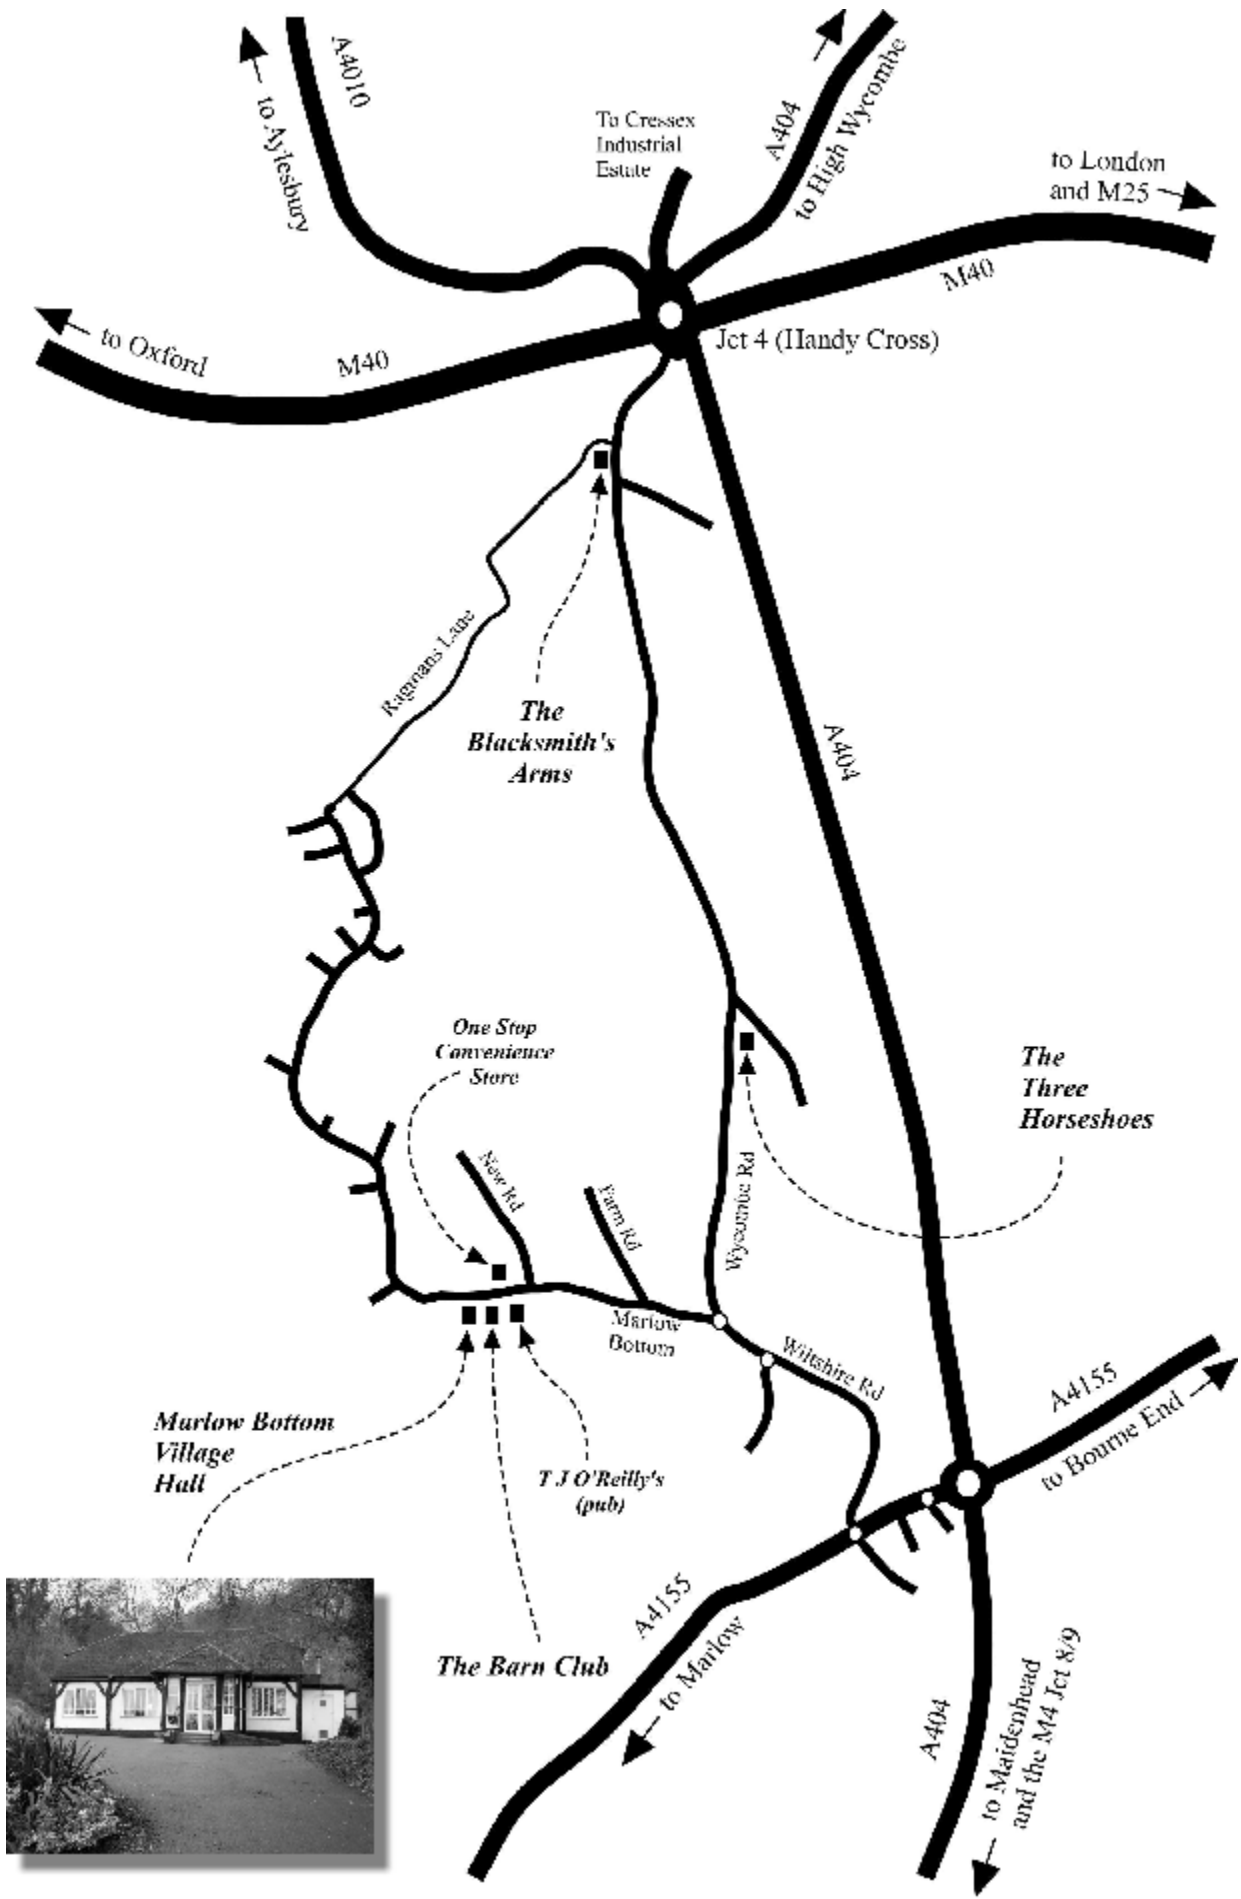 A4010
to Aylesbury
To Cressex
Industrial
Estate
A404
to High Wycombe
to London
and M25
M40
to Oxford
M40
Jct 4 (Handy Cross)
Ragmans Lane
The
Blacksmith's
Arms
A404
One Stop
Convenience
Store
The
Three
Horseshoes
New Rd
Farm Rd
Wycombe Rd
Marlow
Bottom
Wiltshire Rd
A4155
to Bourne End
Marlow Bottom
Village
Hall
T J O'Reilly's
(pub)
The Barn Club
A4155
to Marlow
A404
to Maidenhead
and the M4 Jct 8/9